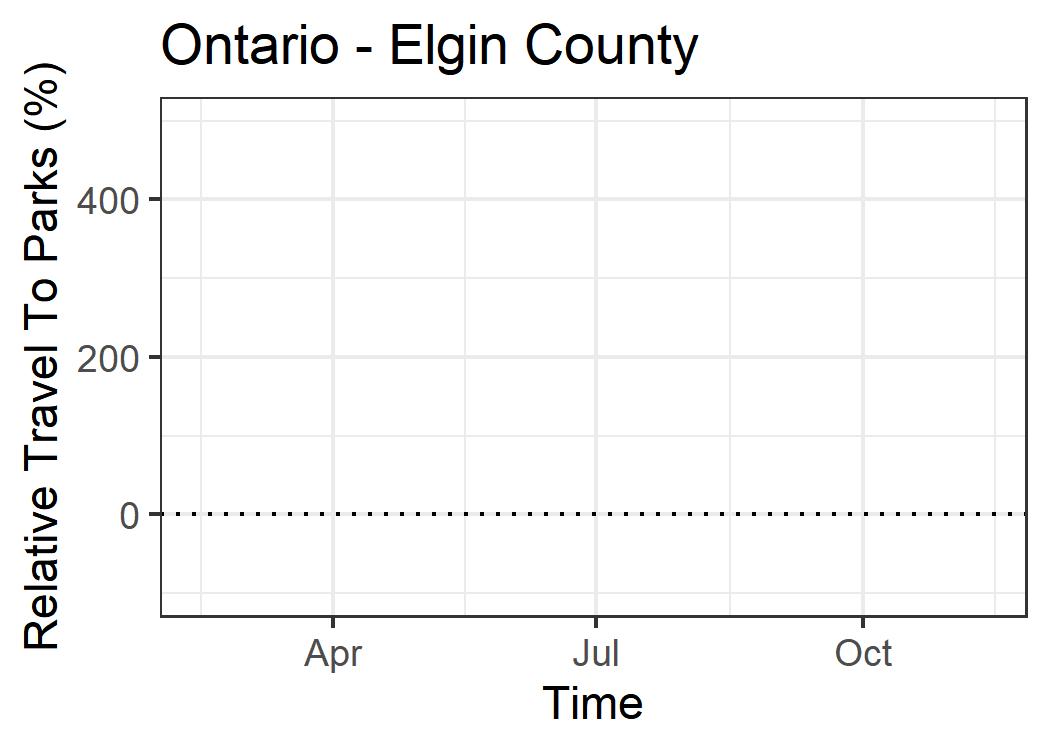 Ontario - Elgin County
Relative Travel To Parks (%)
400
200
0
Apr Jul Oct
Time